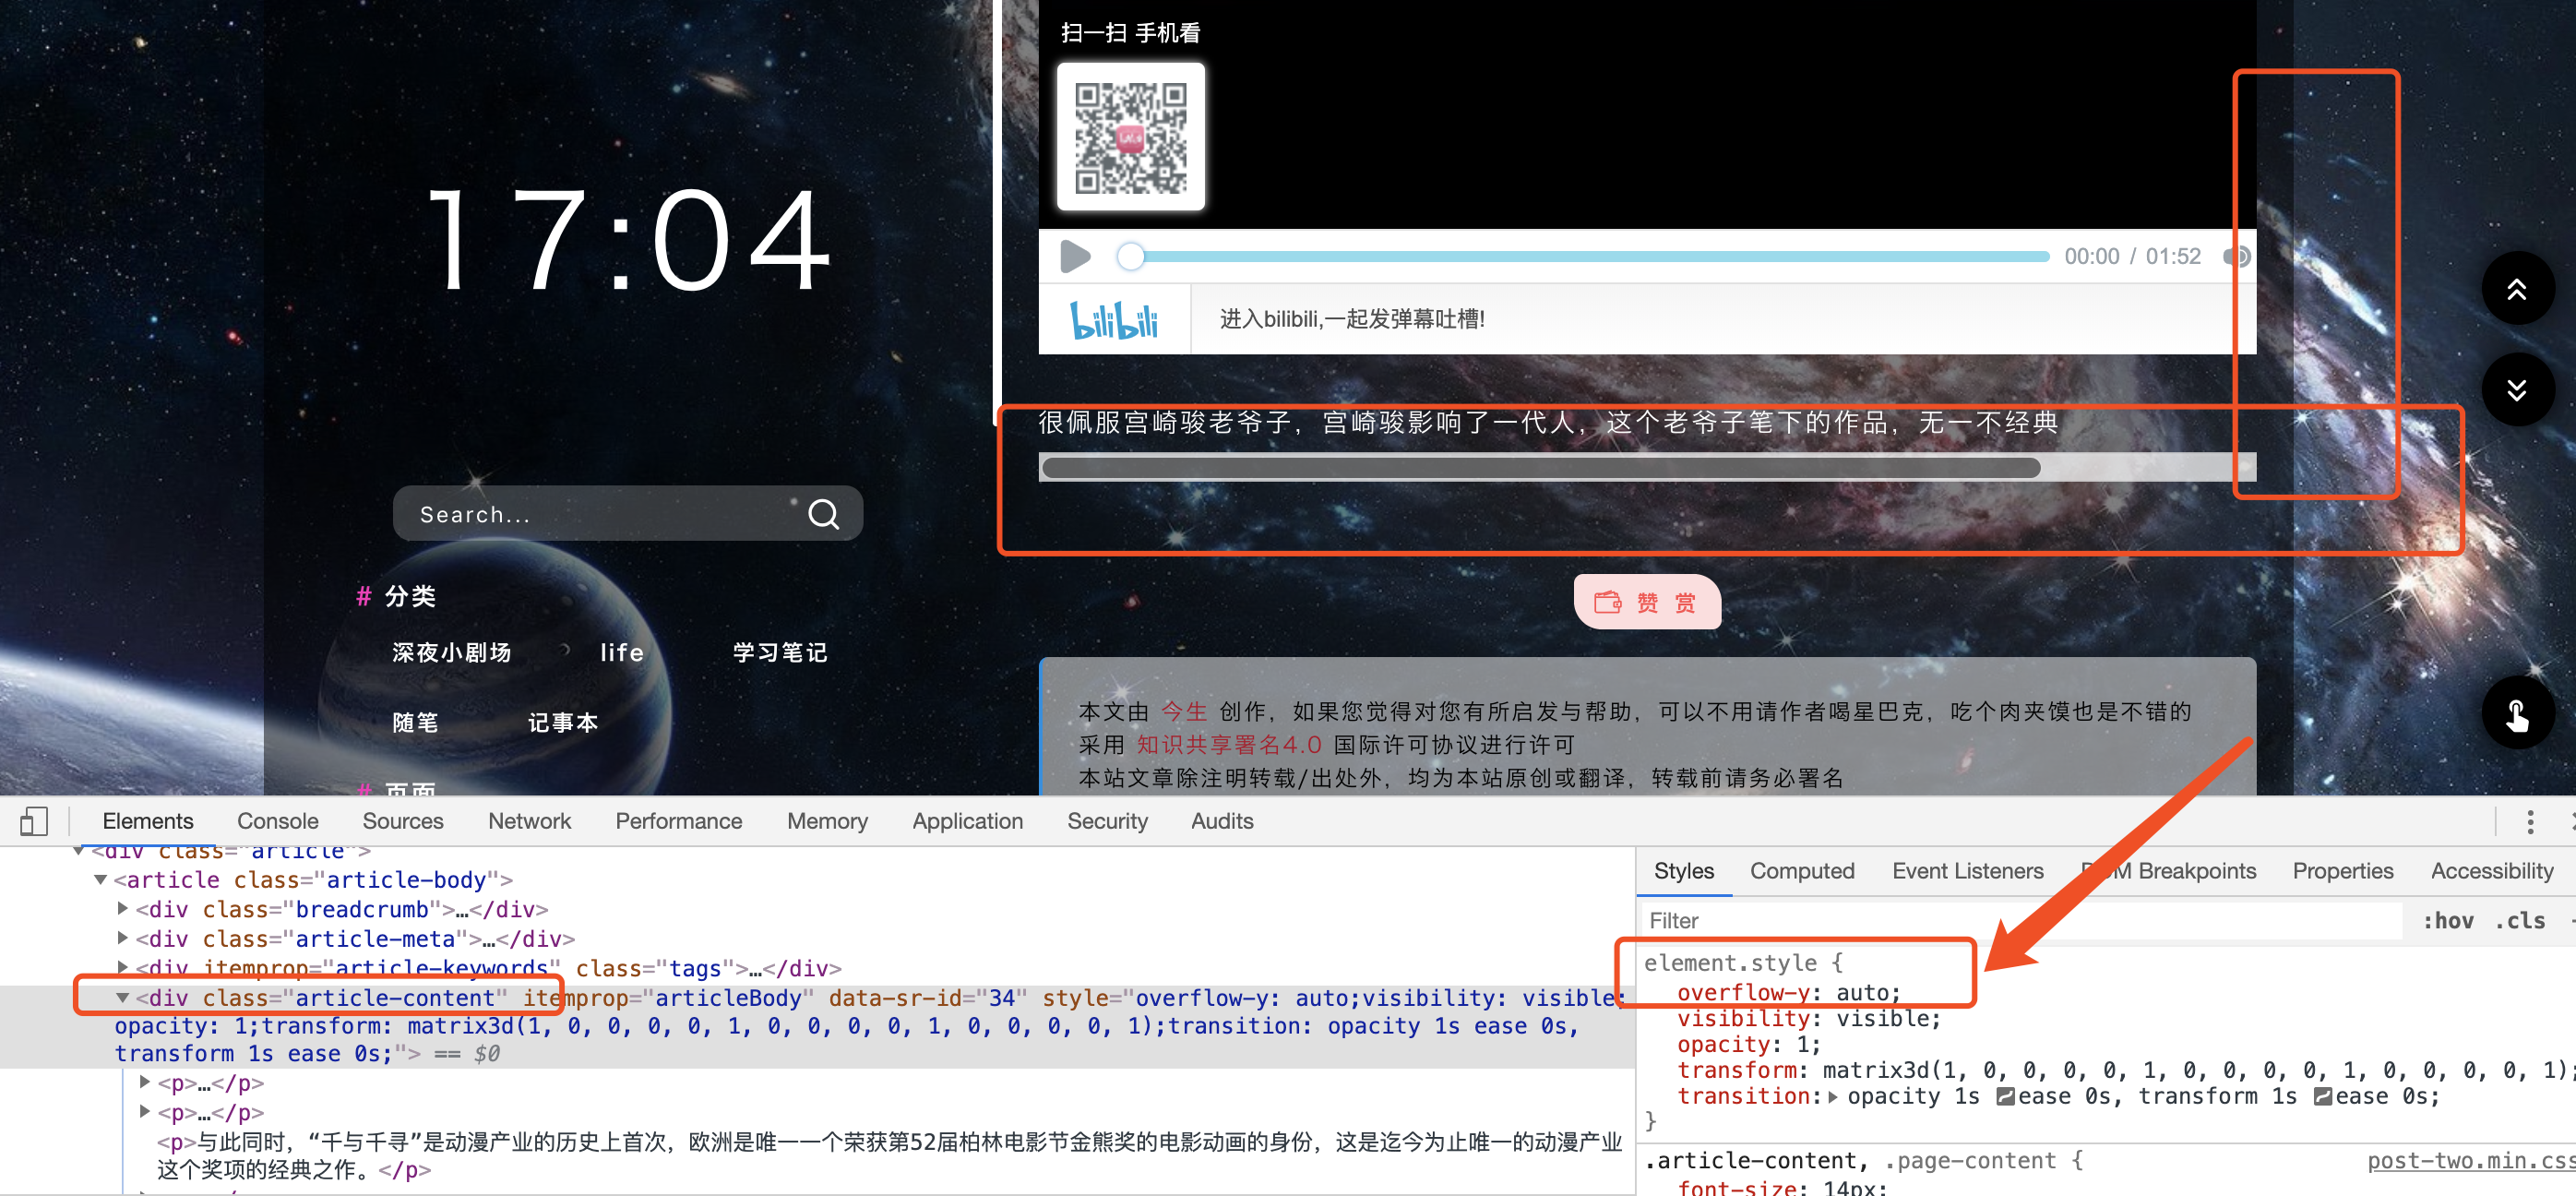 扫一扫 手机看
17:04
00:00 / 01:52
bilibili
进入bilibili,一起发弹幕吐槽!
很佩服宫崎骏老爷子，宫崎骏影响了一代人，这个老爷子笔下的作品，无一不经典
Search...
# 分类
深夜小剧场 life 学习笔记
随笔 记事本
# 页面
赞 赏
本文由 今生 创作，如果您觉得对您有所启发与帮助，可以不用请作者喝星巴克，吃个肉夹馍也是不错的
采用 知识共享署名4.0 国际许可协议进行许可
本站文章除注明转载/出处外，均为本站原创或翻译，转载前请务必署名
Elements Console Sources Network Performance Memory Application Security Audits
<div class="article">
<article class="article-body">
<div class="breadcrumb">…</div>
<div class="article-meta">…</div>
<div itemprop="article-keywords" class="tags">…</div>
<div class="article-content" itemprop="articleBody" data-sr-id="34" style="overflow-y: auto;visibility: visible;
opacity: 1;transform: matrix3d(1, 0, 0, 0, 0, 1, 0, 0, 0, 0, 1, 0, 0, 0, 0, 1);transition: opacity 1s ease 0s,
transform 1s ease 0s;"> == $0
<p>…</p>
<p>…</p>
<p>与此同时，“千与千寻”是动漫产业的历史上首次，欧洲是唯一一个荣获第52届柏林电影节金熊奖的电影动画的身份，这是迄今为止唯一的动漫产业
这个奖项的经典之作。</p>
Styles Computed Event Listeners DOM Breakpoints Properties Accessibility
Filter :hov .cls
element.style {
overflow-y: auto;
visibility: visible;
opacity: 1;
transform: matrix3d(1, 0, 0, 0, 0, 1, 0, 0, 0, 0, 1, 0, 0, 0, 0, 1);
transition: opacity 1s ease 0s, transform 1s ease 0s;
}
.article-content, .page-content { post-two.min.css
font-size: 14px;